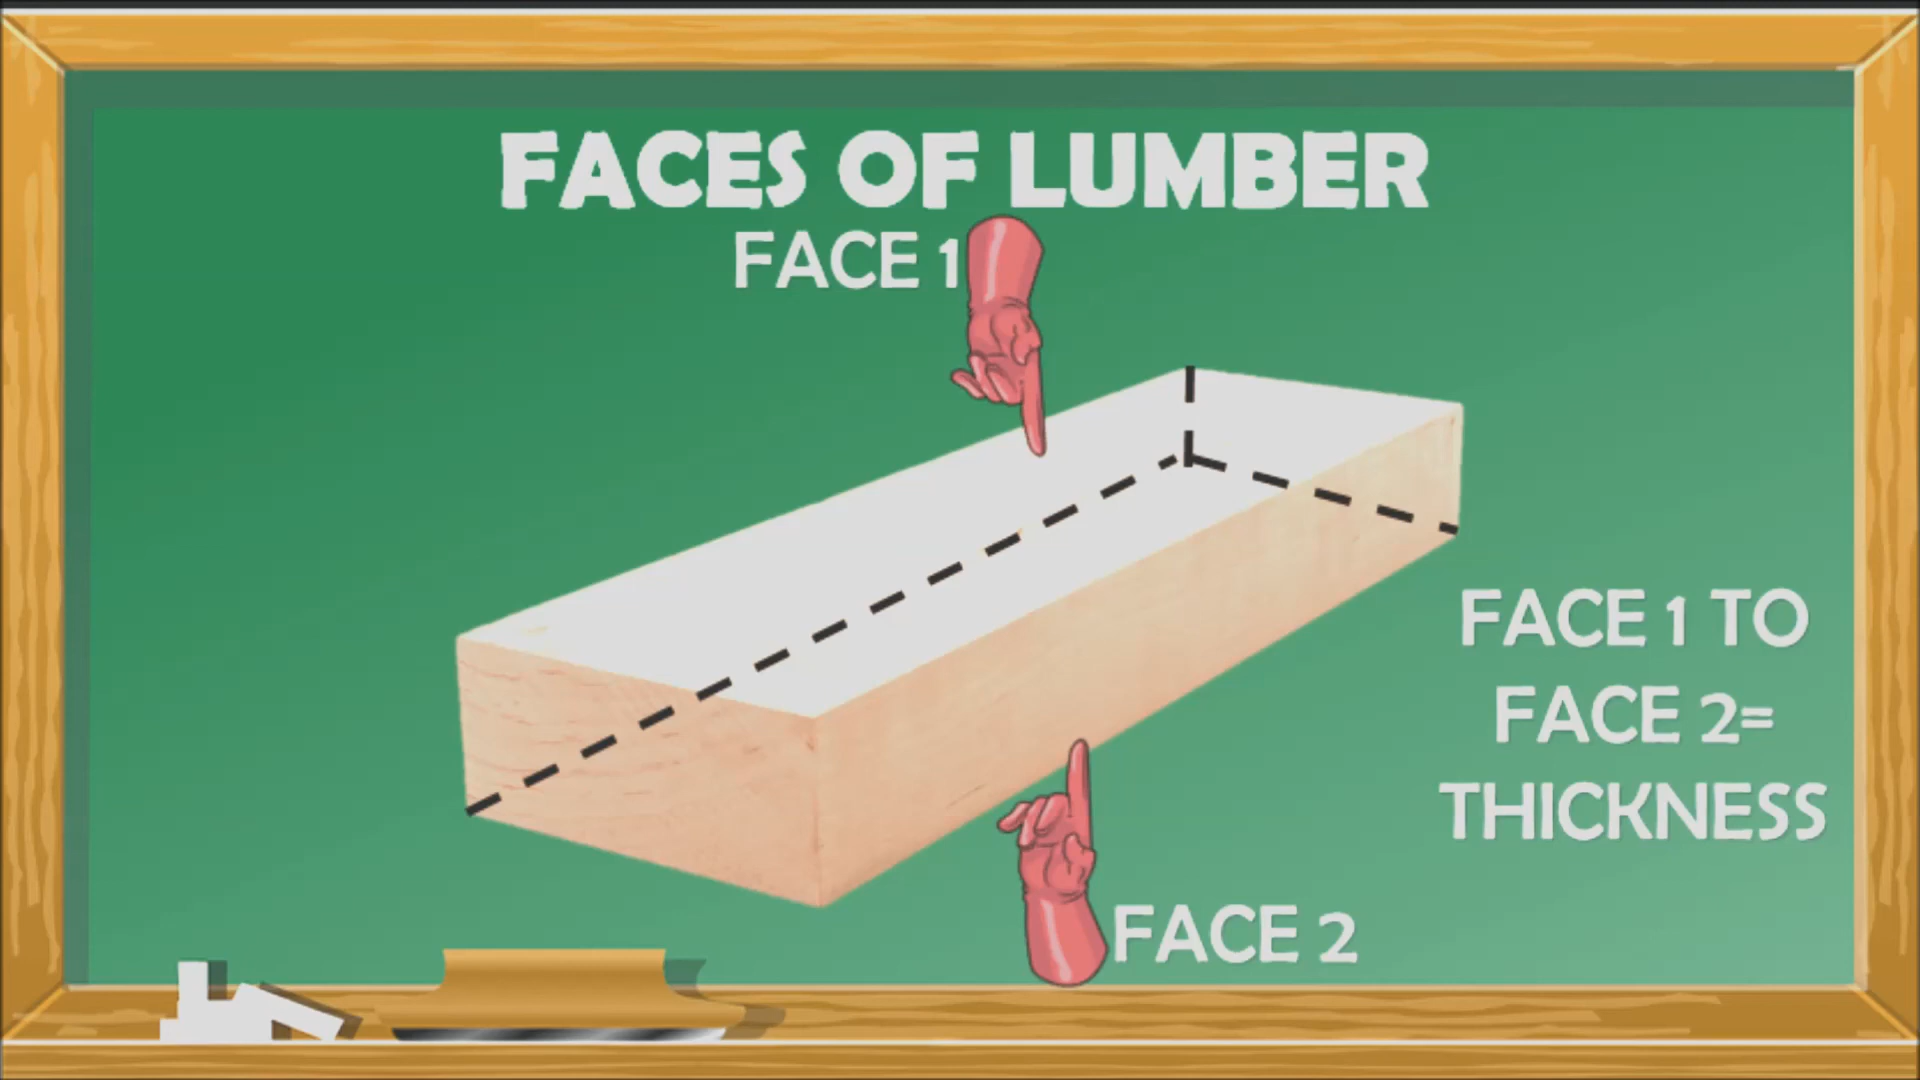 FACES OF LUMBER
FACE 1
FACE 1 TO
FACE 2=
THICKNESS
FACE 2